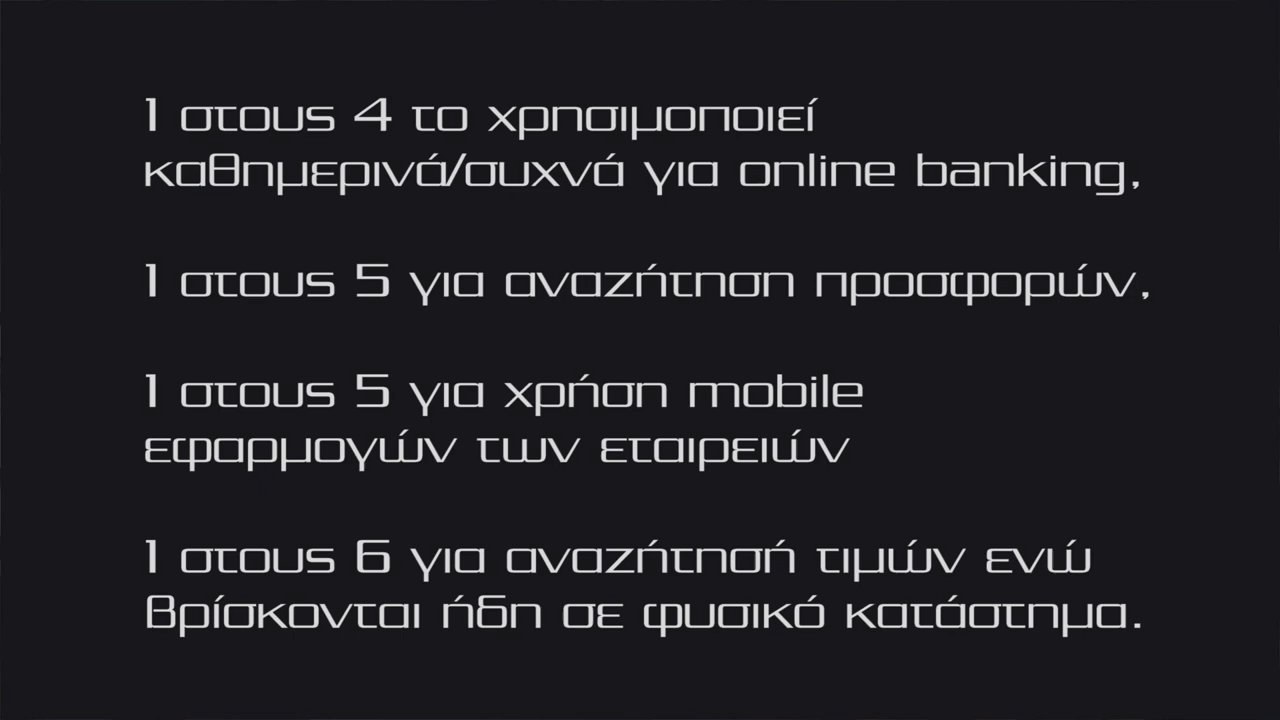 1 στους 4 το χρησιμοποιεί
καθημερινά/συχνά για online banking,
1 στους 5 για αναζήτηση προσφορών,
1 στους 5 για χρήση mobile
εφαρμογών των εταιρειών
1 στους 6 για αναζήτησή τιμών ενώ
βρίσκονται ήδη σε φυσικό κατάστημα.